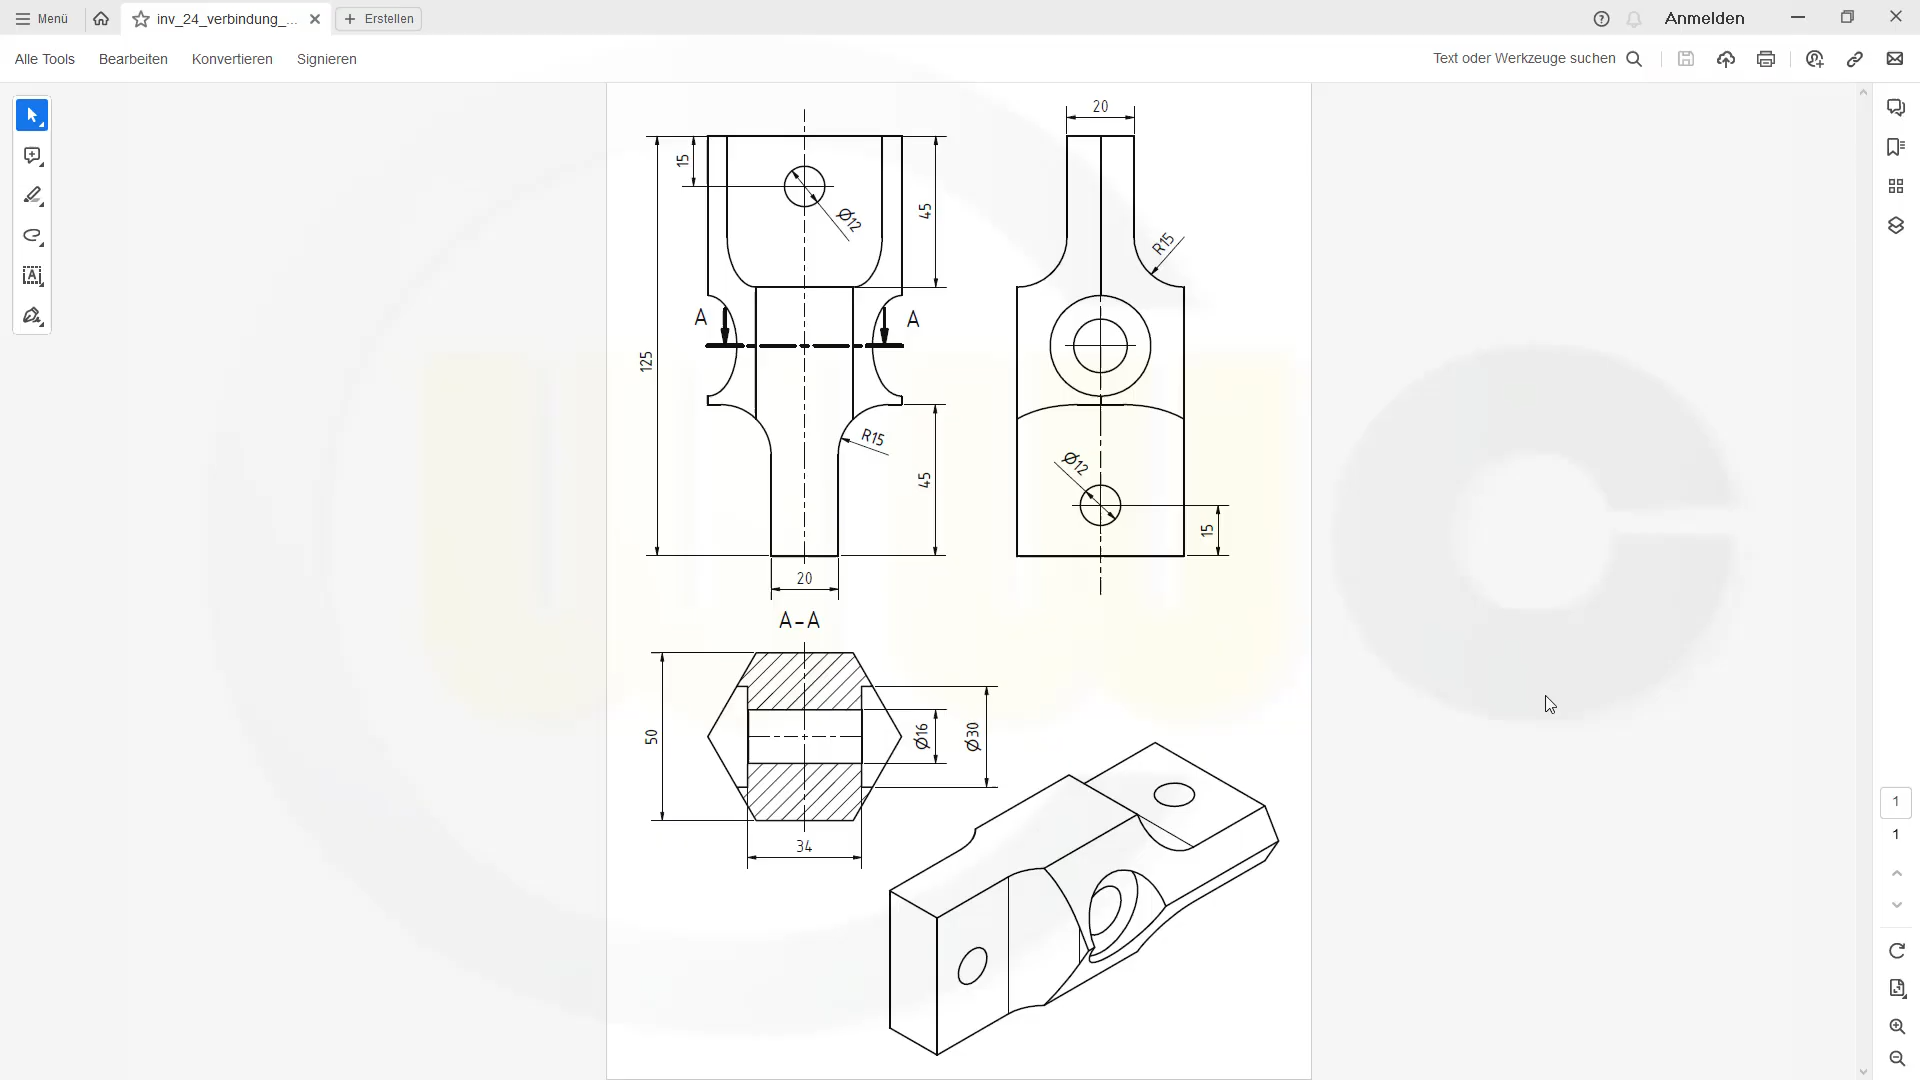 Menü
inv_24_verbindung_...
Erstellen
Anmelden
Alle Tools
Bearbeiten
Konvertieren
Signieren
Text oder Werkzeuge suchen
20
15
Ø12
45
R15
A
A
125
R15
45
Ø12
15
20
A-A
50
Ø16
Ø30
34
1
1